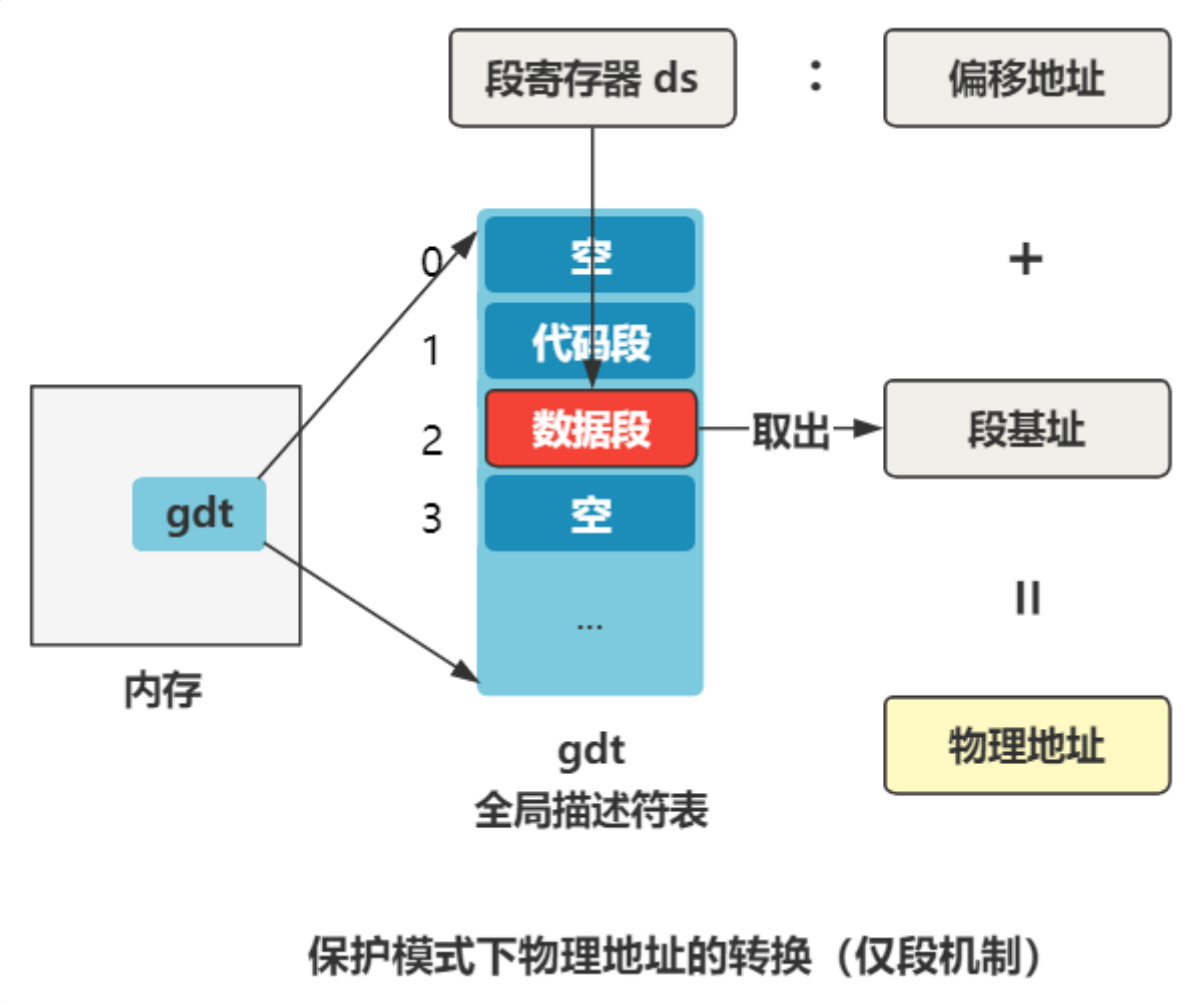 段寄存器 ds : 偏移地址
0 空 +
1 代码段
2 数据段 取出 段基址
gdt
3 空
=
...
内存
物理地址
gdt
全局描述符表
保护模式下物理地址的转换（仅段机制）